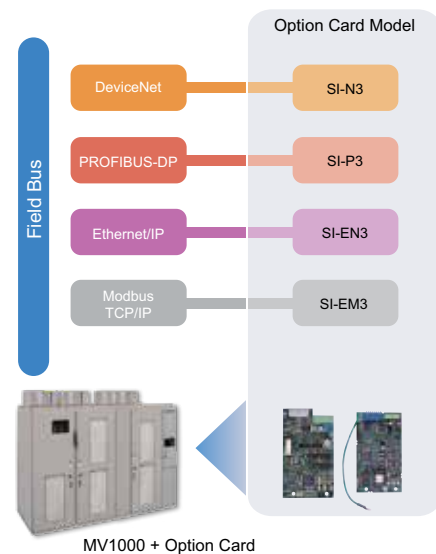 Option Card Model
Field Bus
DeviceNet
SI-N3
PROFIBUS-DP
SI-P3
Ethernet/IP
SI-EN3
Modbus
TCP/IP
SI-EM3
MV1000 + Option Card